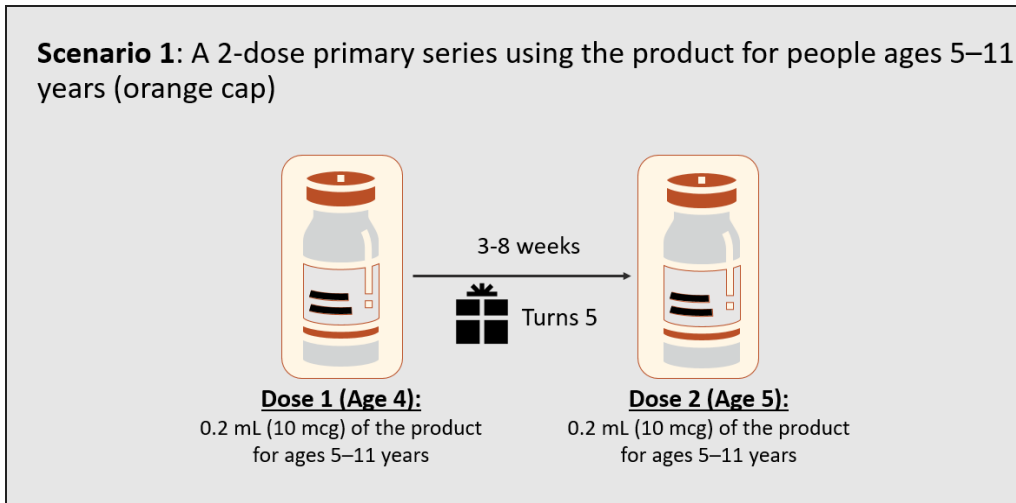 Scenario 1: A 2-dose primary series using the product for people ages 5–11
years (orange cap)
3-8 weeks
Turns 5
Dose 1 (Age 4):
0.2 mL (10 mcg) of the product
for ages 5–11 years
Dose 2 (Age 5):
0.2 mL (10 mcg) of the product
for ages 5–11 years